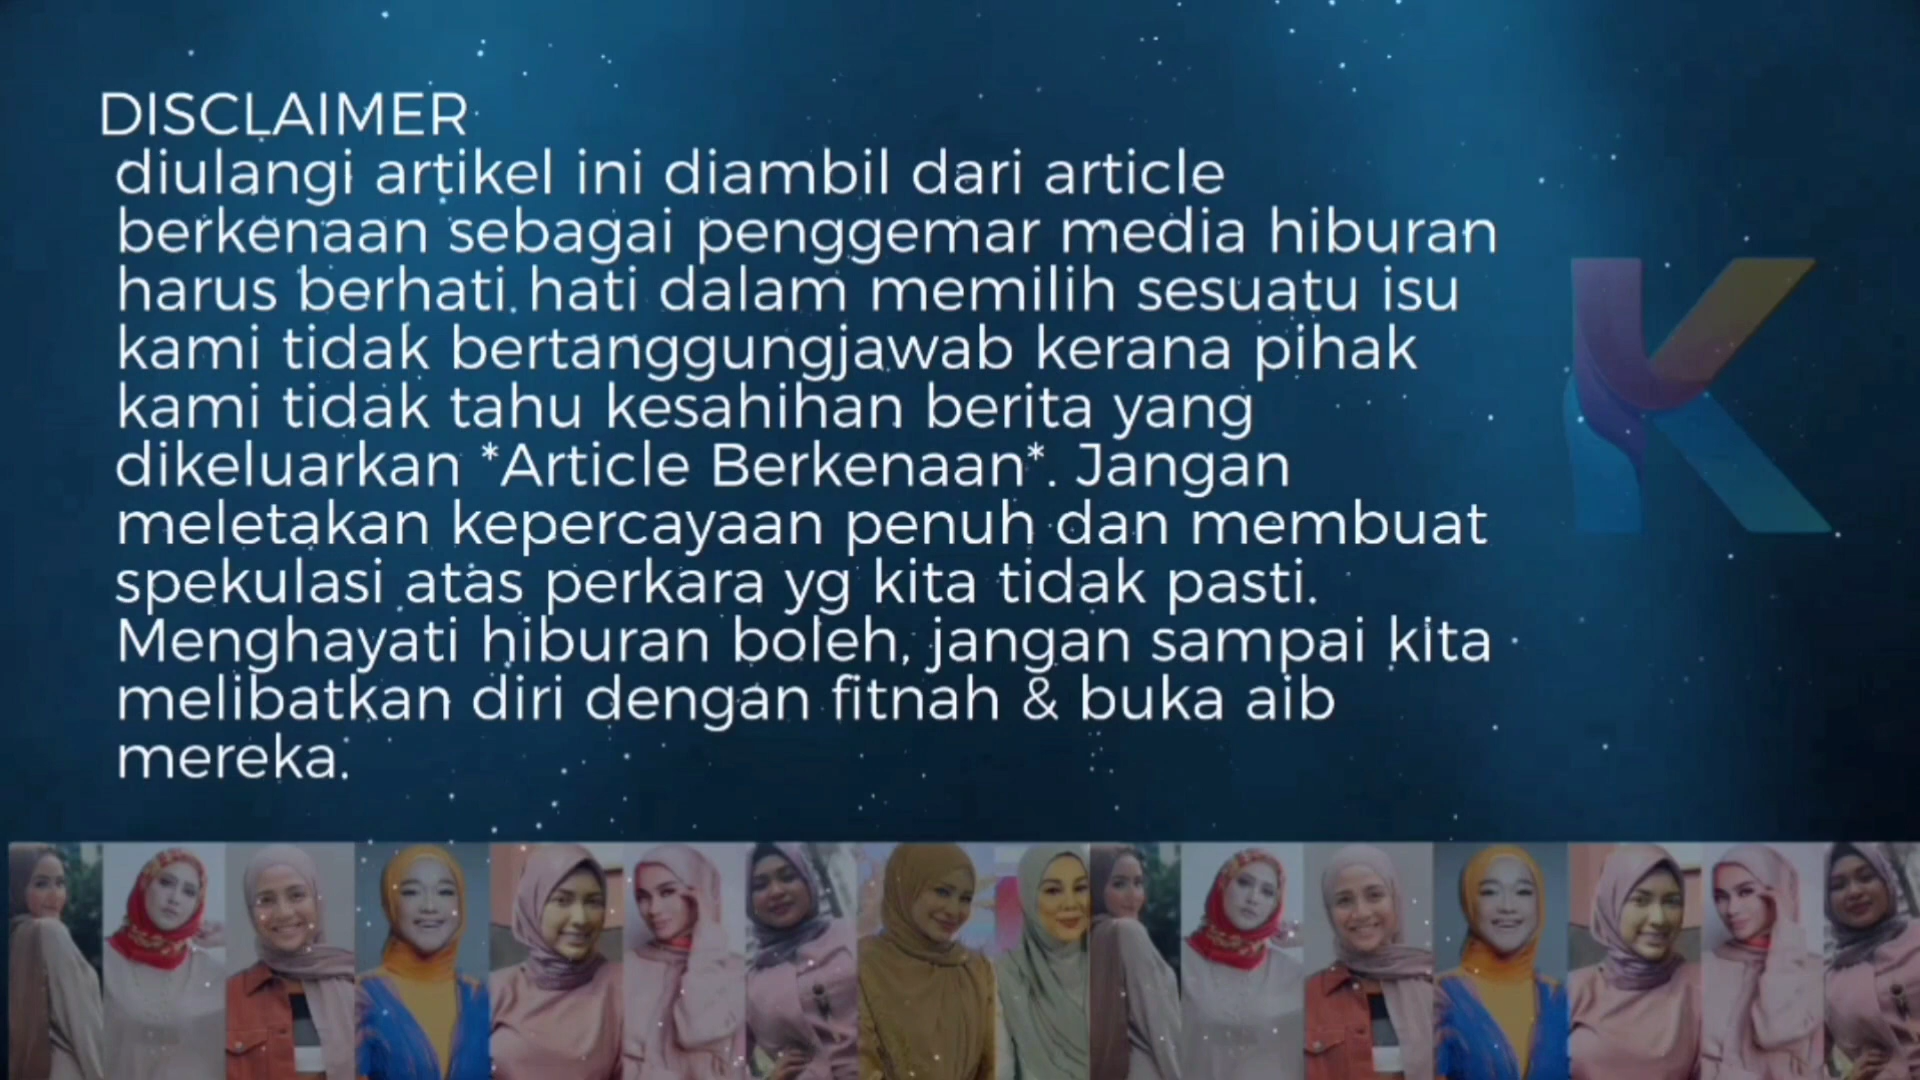 DISCLAIMER
diulangi artikel ini diambil dari article
berkenaan sebagai penggemar media hiburan
harus berhati hati dalam memilih sesuatu isu
kami tidak bertanggungjawab kerana pihak
kami tidak tahu kesahihan berita yang
dikeluarkan *Article Berkenaan*. Jangan
meletakan kepercayaan penuh dan membuat
spekulasi atas perkara yg kita tidak pasti.
Menghayati hiburan boleh, jangan sampai kita
melibatkan diri dengan fitnah & buka aib
mereka.
K